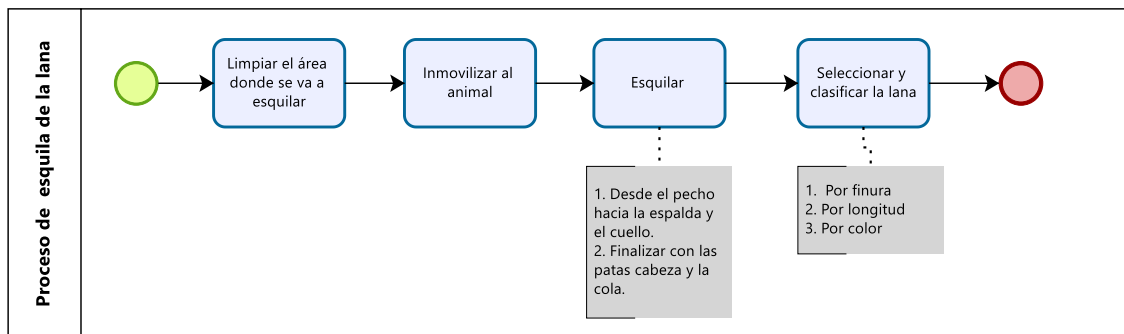 Proceso de esquila de la lana
Limpiar el área
donde se va a
esquilar
Inmovilizar al
animal
Esquilar
Seleccionar y
clasificar la lana
1. Desde el pecho
hacia la espalda y
el cuello.
2. Finalizar con las
patas cabeza y la
cola.
1. Por finura
2. Por longitud
3. Por color